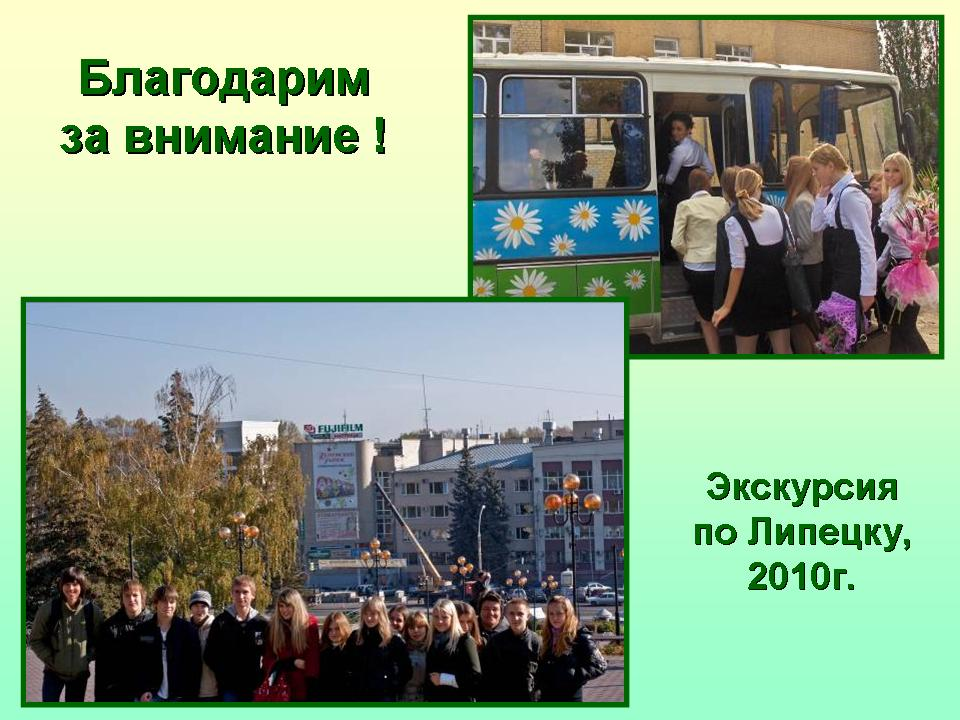 Благодарим
за внимание !
FUJIFILM
Экскурсия
по Липецку,
2010г.